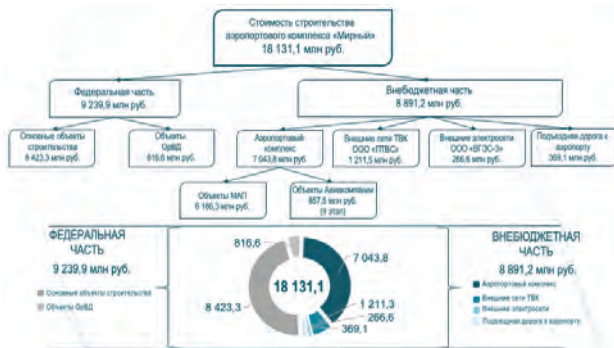 Стоимость строительства
аэропортового комплекса «Мирный»
18 131,1 млн руб.
Федеральная часть
9 239,9 млн руб.
Внебюджетная часть
8 891,2 млн руб.
Основные объекты
строительства
8 423,3 млн руб.
Объекты
ОрВД
816,6 млн руб.
Аэропортовый
комплекс
7 043,8 млн руб.
Внешние сети ТВК
ООО «ПТВС»
1 211,5 млн руб.
Внешние электросети
ООО «ВГЭС-3»
266,6 млн руб.
Подъездная дорога к
аэропорту
369,1 млн руб.
Объекты МАП
6 186,3 млн руб.
Объекты Авиакомпании
857,5 млн руб.
(II этап)
ФЕДЕРАЛЬНАЯ
ЧАСТЬ
9 239,9 млн руб.
Основные объекты строительства
Объекты ОрВД
816,6
8 423,3
18 131,1
7 043,8
1 211,3
266,6
369,1
ВНЕБЮДЖЕТНАЯ
ЧАСТЬ
8 891,2 млн руб.
Аэропортовый комплекс
Внешние сети ТВК
Внешние электросети
Подъездная дорога к аэропорту